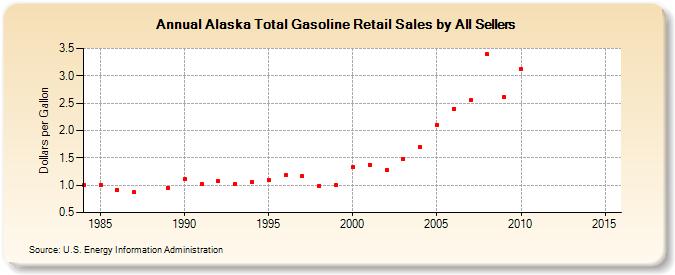 Annual Alaska Total Gasoline Retail Sales by All Sellers
Dollars per Gallon
3.5
3.0
2.5
2.0
1.5
1.0
0.5
1985 1990 1995 2000 2005 2010 2015
Source: U.S. Energy Information Administration